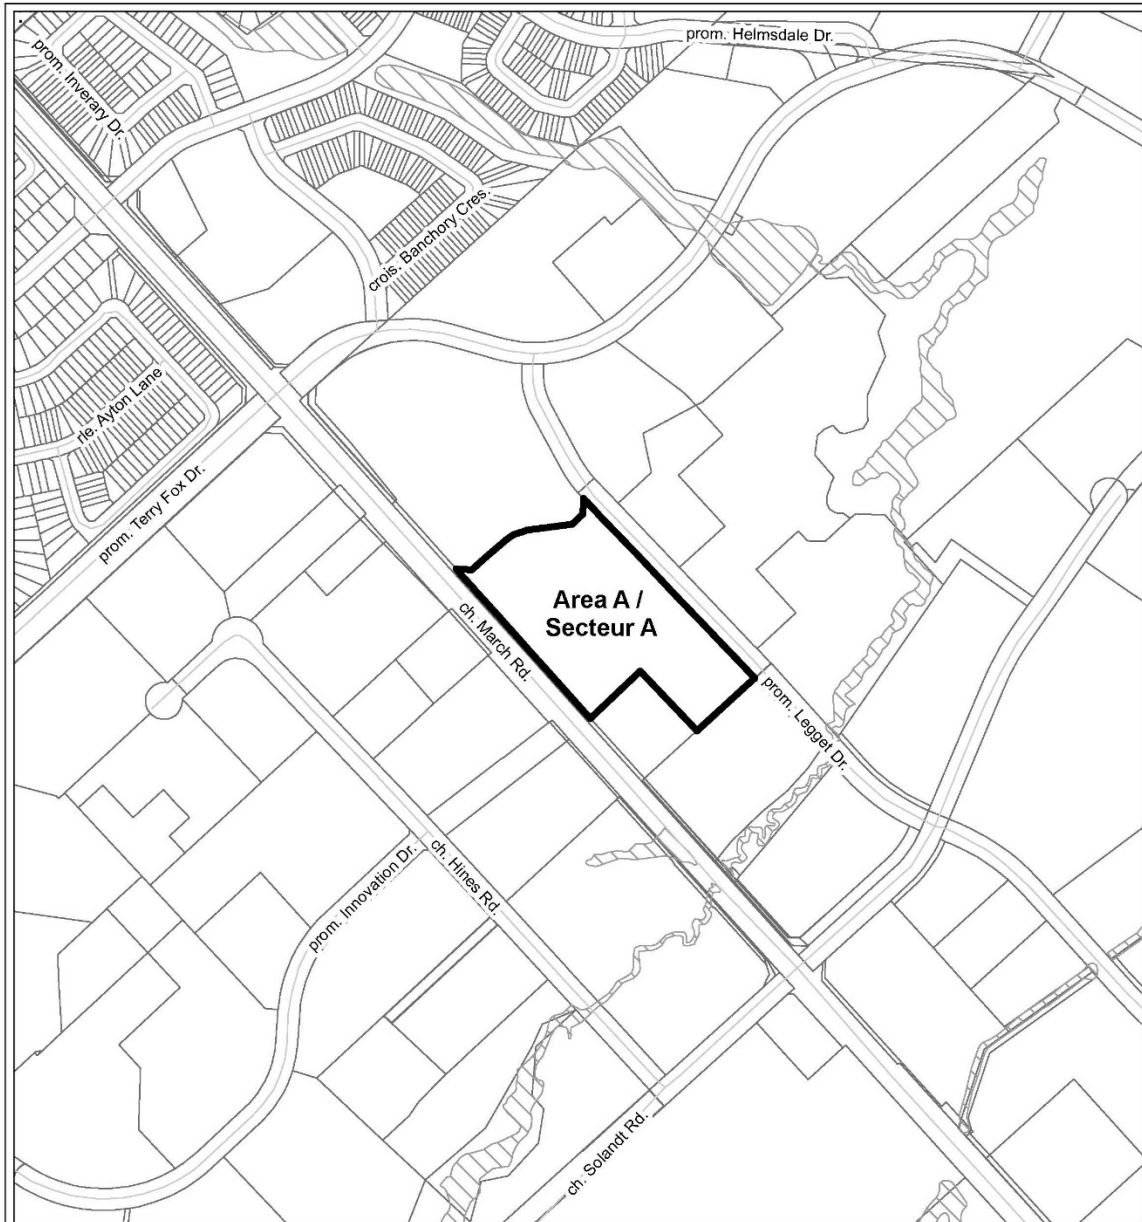 prom. Helmsdale Dr.
prom. Inverary Dr.
crois. Banchory Cres.
rle. Ayton Lane
prom. Terry Fox Dr.
Area A /
Secteur A
ch. March Rd.
prom. Legget Dr.
ch. Hines Rd.
prom. Innovation Dr.
ch. Solandt Rd.